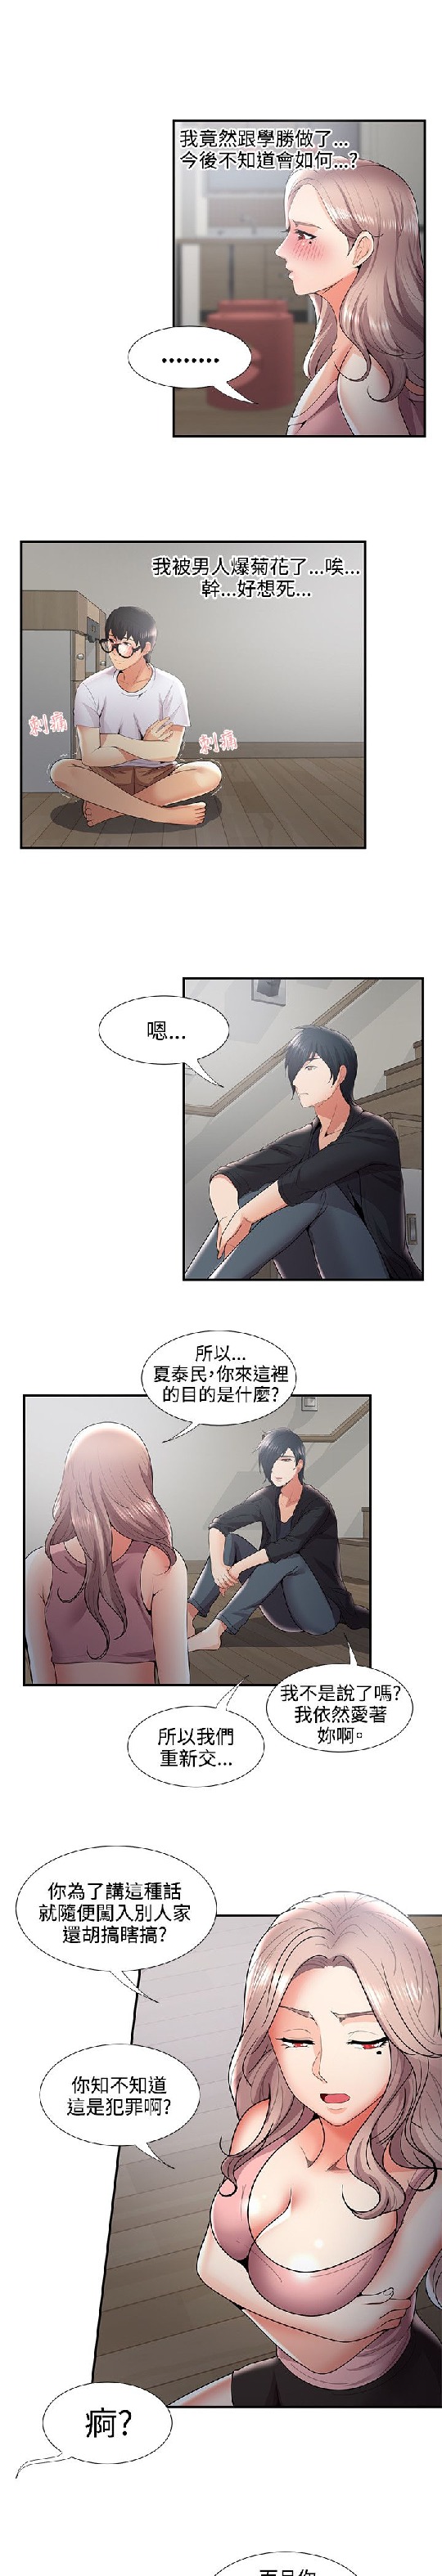 我竟然跟學勝做了...
今後不知道會如何...?
........
我被男人爆菊花了...唉...
幹...好想死...
刺痛
刺痛
嗯...
所以...
夏泰民，你來這裡
的目的是什麼?
我不是說了嗎?
我依然愛著
妳啊。
所以我們
重新交...
你為了講這種話
就隨便闖入別人家
還胡搞瞎搞?
你知不知道
這是犯罪啊?
痾?